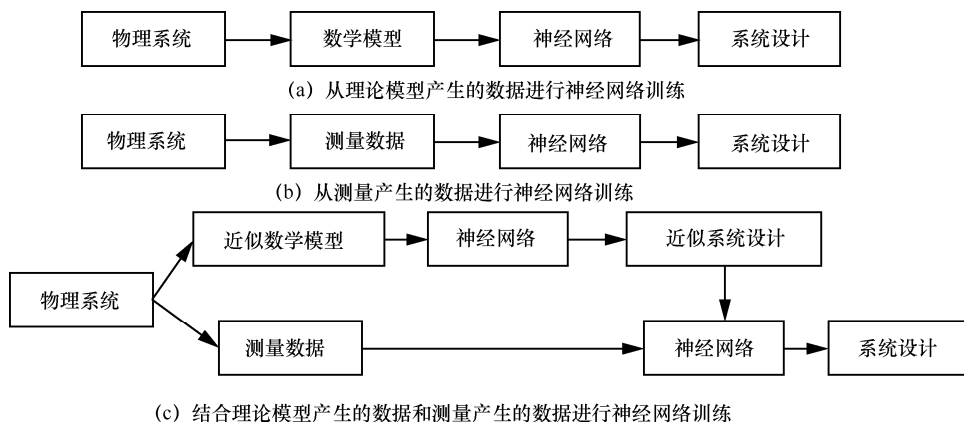 物理系统 数学模型 神经网络 系统设计
(a) 从理论模型产生的数据进行神经网络训练
物理系统 测量数据 神经网络 系统设计
(b) 从测量产生的数据进行神经网络训练
近似数学模型 神经网络 近似系统设计
物理系统
测量数据 神经网络 系统设计
(c) 结合理论模型产生的数据和测量产生的数据进行神经网络训练